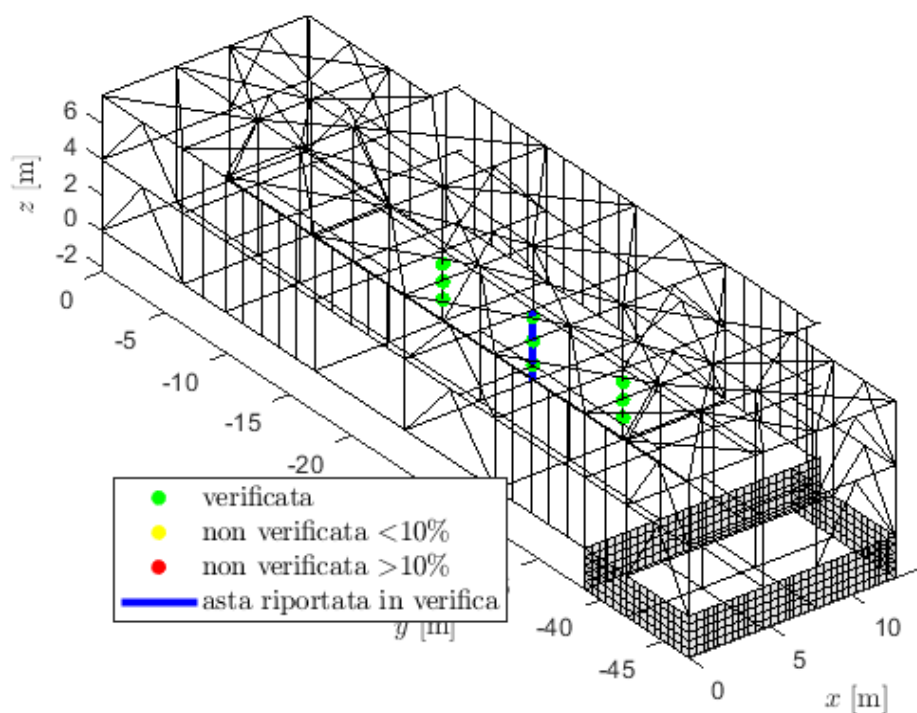 6
4
2
0
-2
z [m]
0
-5
-10
-15
-20
-40
-45
y [m]
0
5
10
x [m]
verificata
non verificata <10%
non verificata >10%
asta riportata in verifica